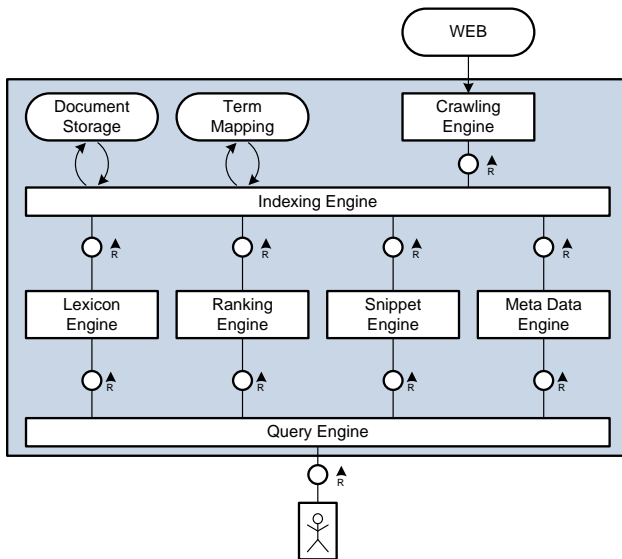 WEB
Document
Storage
Term
Mapping
Crawling
Engine
R
Indexing Engine
R
R
R
R
Lexicon
Engine
Ranking
Engine
Snippet
Engine
Meta Data
Engine
R
R
R
R
Query Engine
R